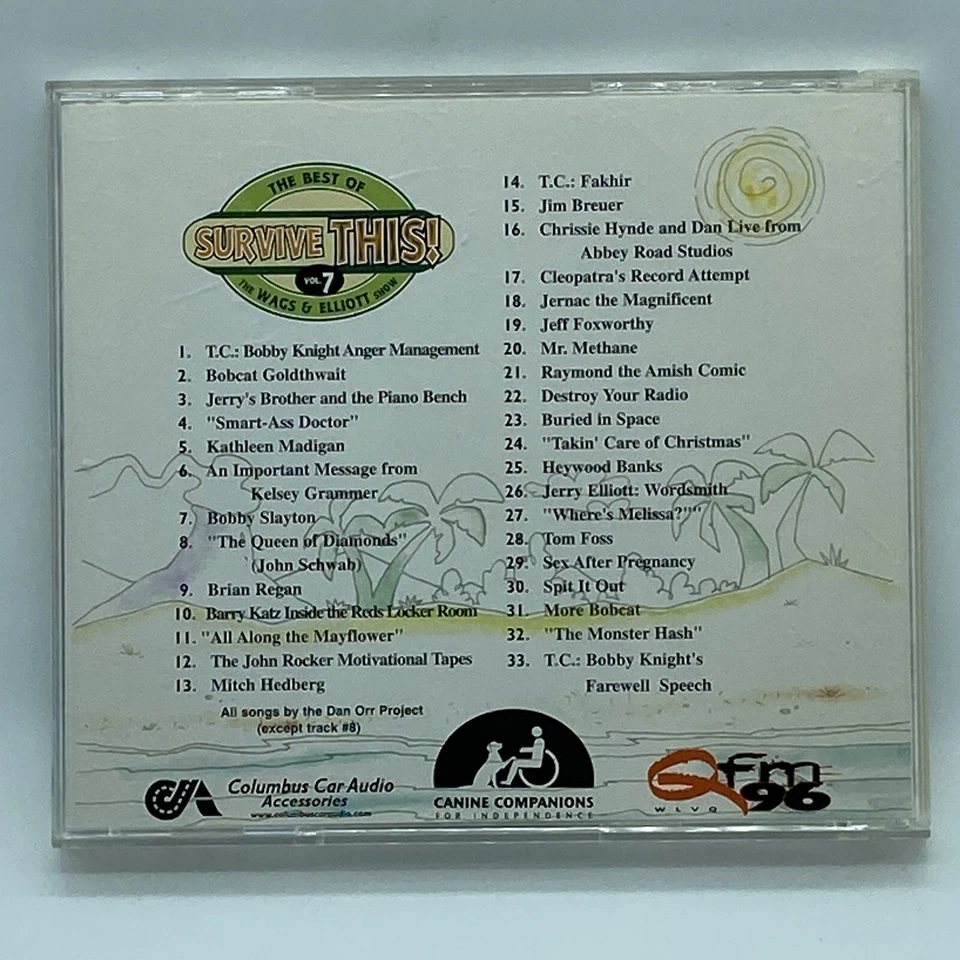 THE BEST OF
SURVIVE THIS!
VOL. 7
THE WAGS & ELLIOTT SHOW
1. T.C.: Bobby Knight Anger Management
2. Bobcat Goldthwait
3. Jerry's Brother and the Piano Bench
4. "Smart-Ass Doctor"
5. Kathleen Madigan
6. An Important Message from
Kelsey Grammer
7. Bobby Slayton
8. "The Queen of Diamonds"
(John Schwab)
9. Brian Regan
10. Barry Katz Inside the Reds Locker Room
11. "All Along the Mayflower"
12. The John Rocker Motivational Tapes
13. Mitch Hedberg
All songs by the Dan Orr Project
(except track #8)
14. T.C.: Fakhir
15. Jim Breuer
16. Chrissie Hynde and Dan Live from
Abbey Road Studios
17. Cleopatra's Record Attempt
18. Jernac the Magnificent
19. Jeff Foxworthy
20. Mr. Methane
21. Raymond the Amish Comic
22. Destroy Your Radio
23. Buried in Space
24. "Takin' Care of Christmas"
25. Heywood Banks
26. Jerry Elliott: Wordsmith
27. "Where's Melissa?""
28. Tom Foss
29. Sex After Pregnancy
30. Spit It Out
31. More Bobcat
32. "The Monster Hash"
33. T.C.: Bobby Knight's
Farewell Speech
CA Columbus Car Audio
Accessories
www.columbuscaraudio.com
CANINE COMPANIONS
FOR INDEPENDENCE
Qfm
96
WLVQ